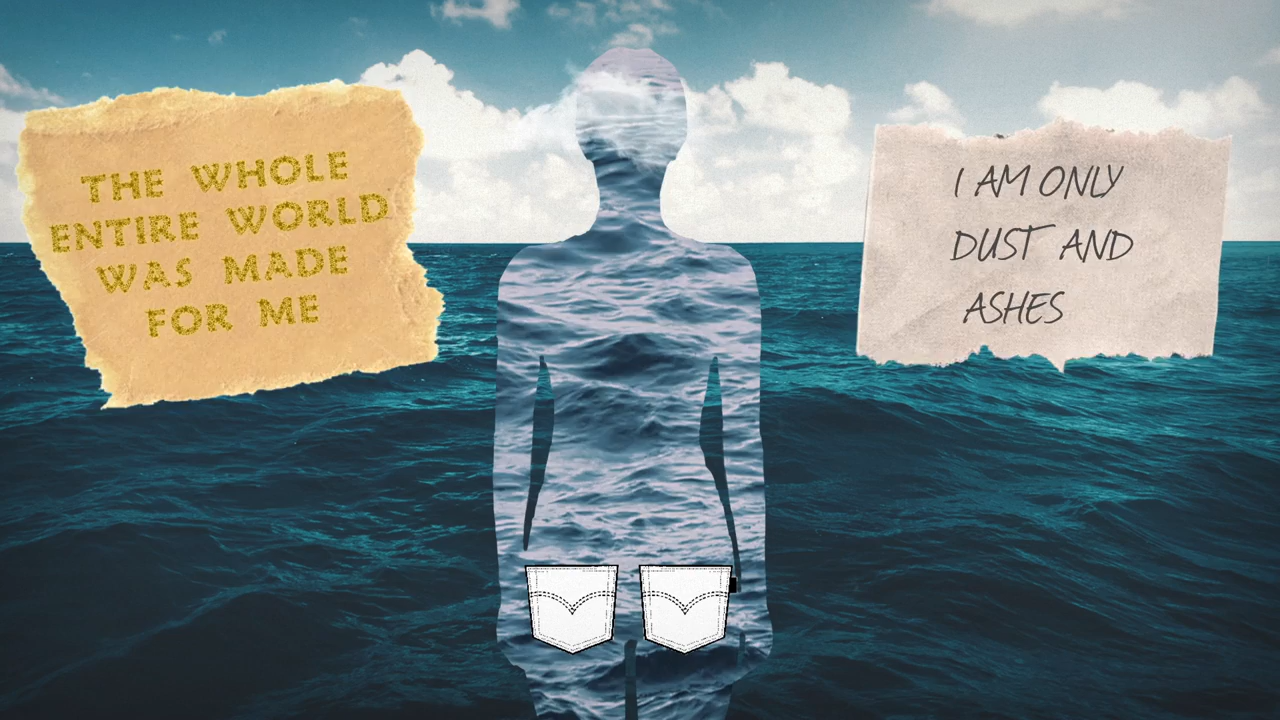 THE WHOLE
ENTIRE WORLD
WAS MADE
FOR ME
I AM ONLY
DUST AND
ASHES